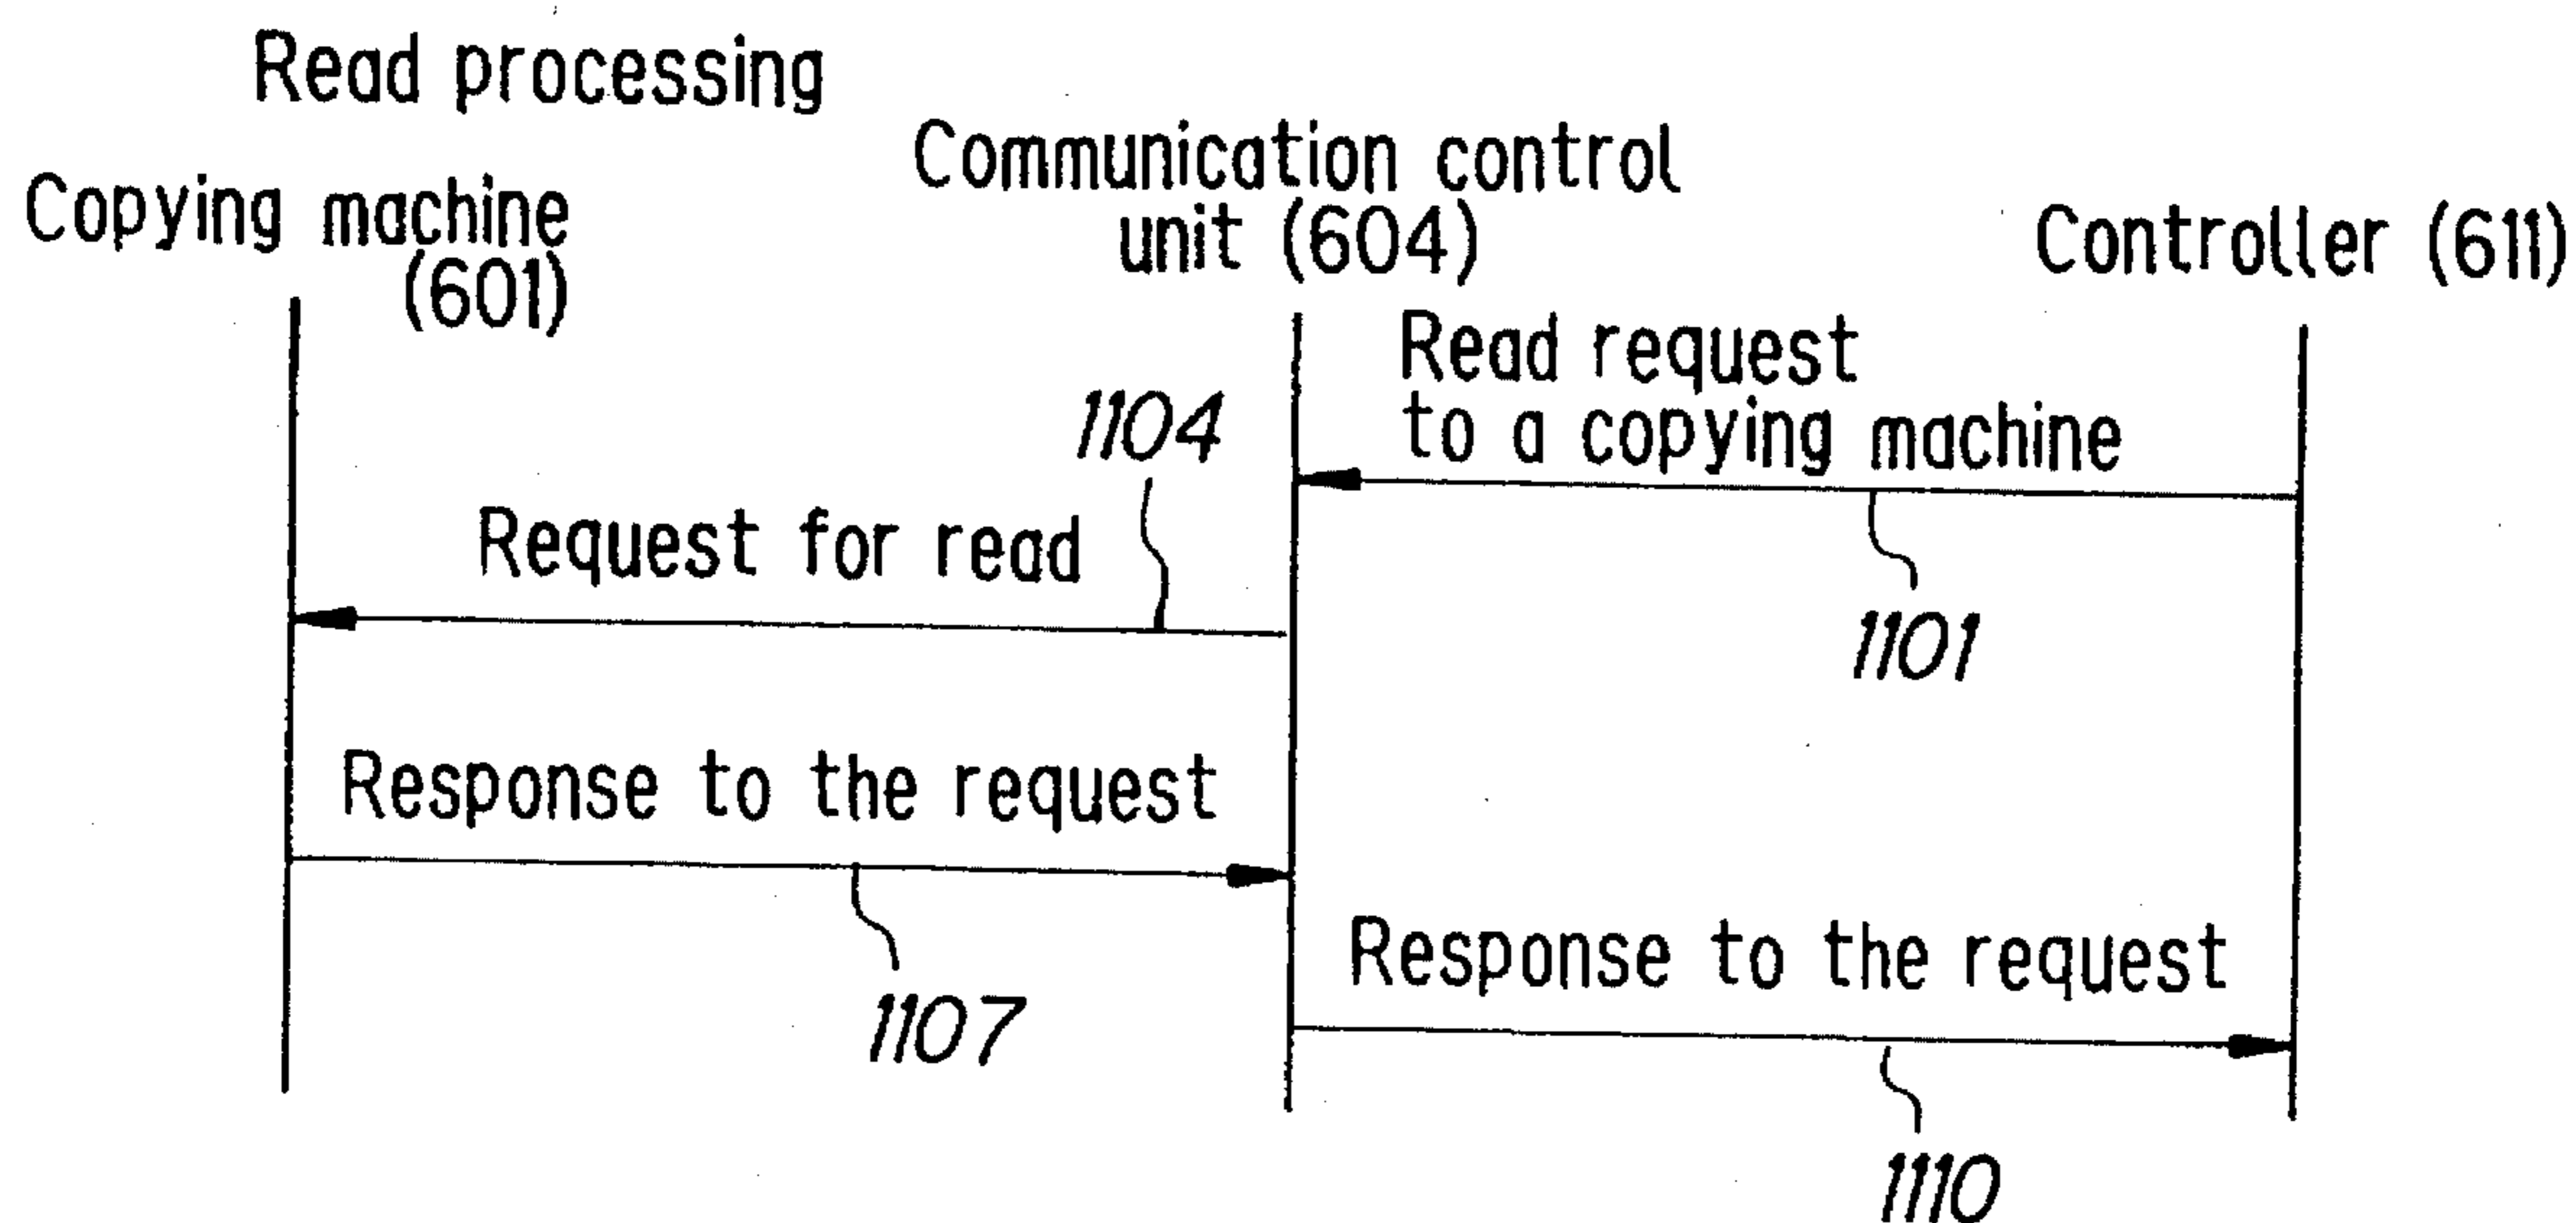 Read processing
Copying machine
(601)
Communication control
unit (604)
Controller (611)
Read request
to a copying machine
1104
1101
Request for read
Response to the request
1107
Response to the request
1110